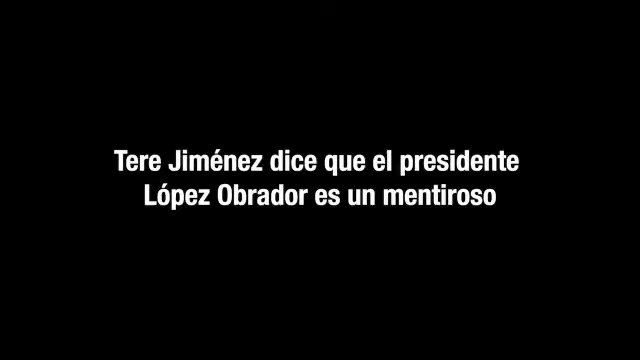 Tere Jiménez dice que el presidente
López Obrador es un mentiroso